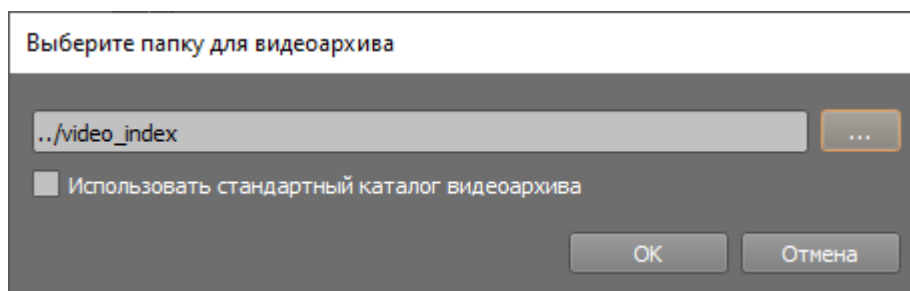 Выберите папку для видеоархива
../video_index
...
Использовать стандартный каталог видеоархива
OK
Отмена